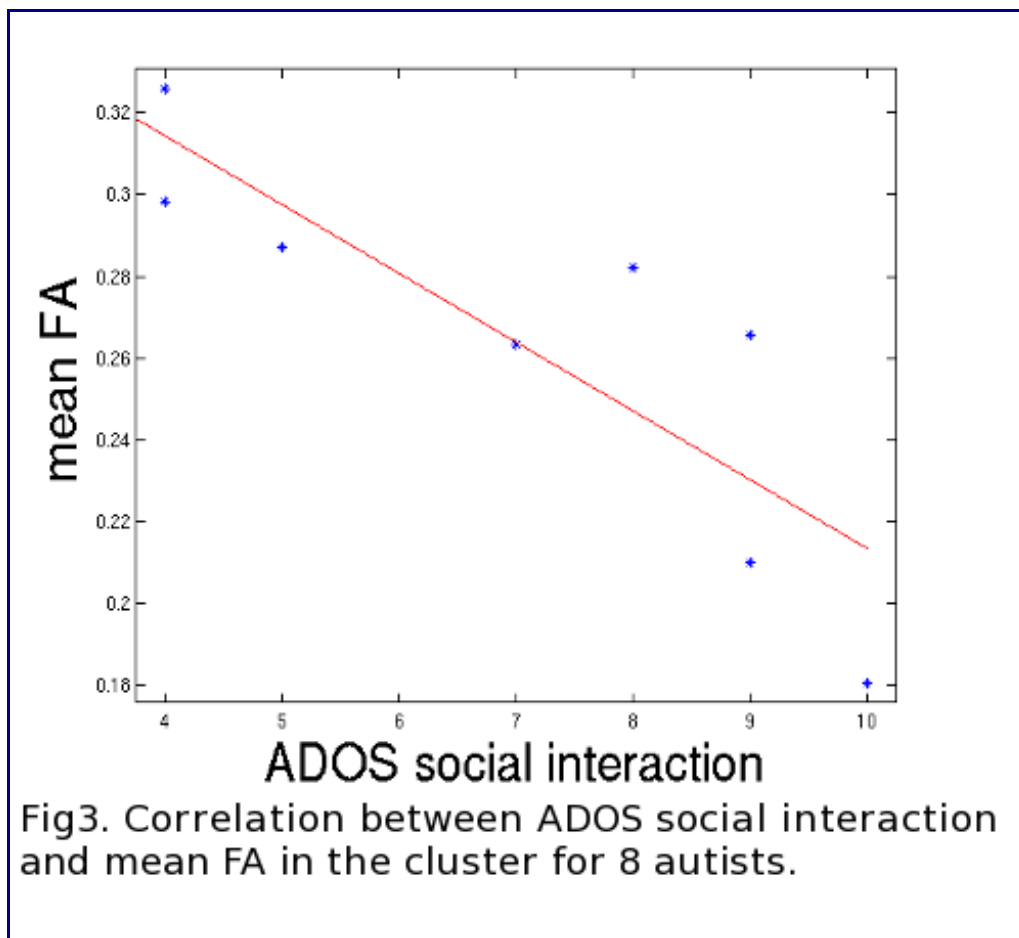 0.32
0.3
0.28
0.26
0.24
0.22
0.2
0.18
mean FA
4 5 6 7 8 9 10
ADOS social interaction
Fig3. Correlation between ADOS social interaction
and mean FA in the cluster for 8 autists.